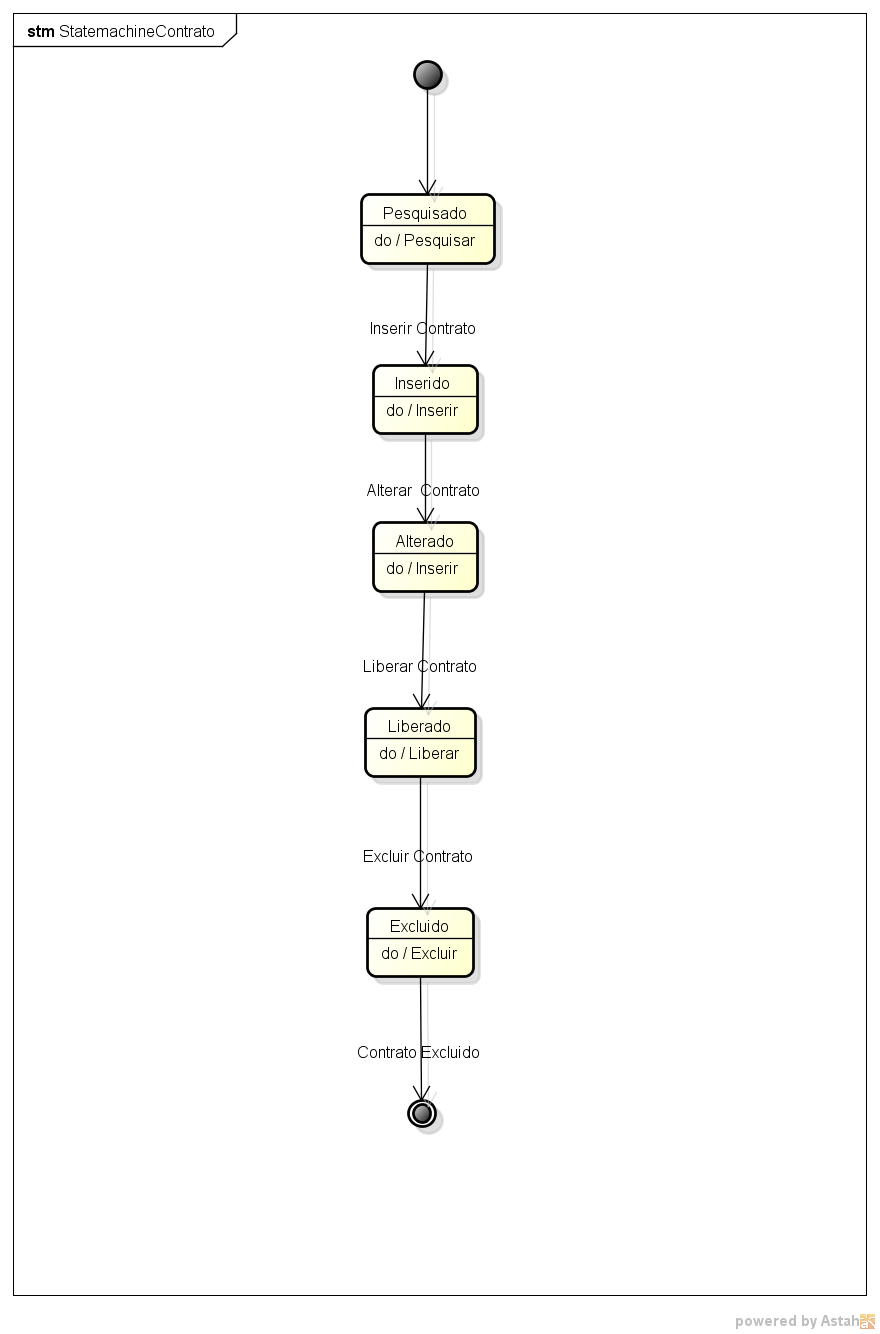 stm StatemachineContrato
Pesquisado
do / Pesquisar
Inserir Contrato
Inserido
do / Inserir
Alterar  Contrato
Alterado
do / Inserir
Liberar Contrato
Liberado
do / Liberar
Excluir Contrato
Excluido
do / Excluir
Contrato Excluido
powered by Astah